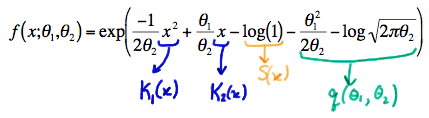 f(x;θ₁,θ₂) = exp(-1/2θ₂ x² + θ₁/θ₂ x − log(1) − θ₁²/2θ₂ − log√2πθ₂)
K₁(x) K₂(x) S(x) q(θ₁,θ₂)